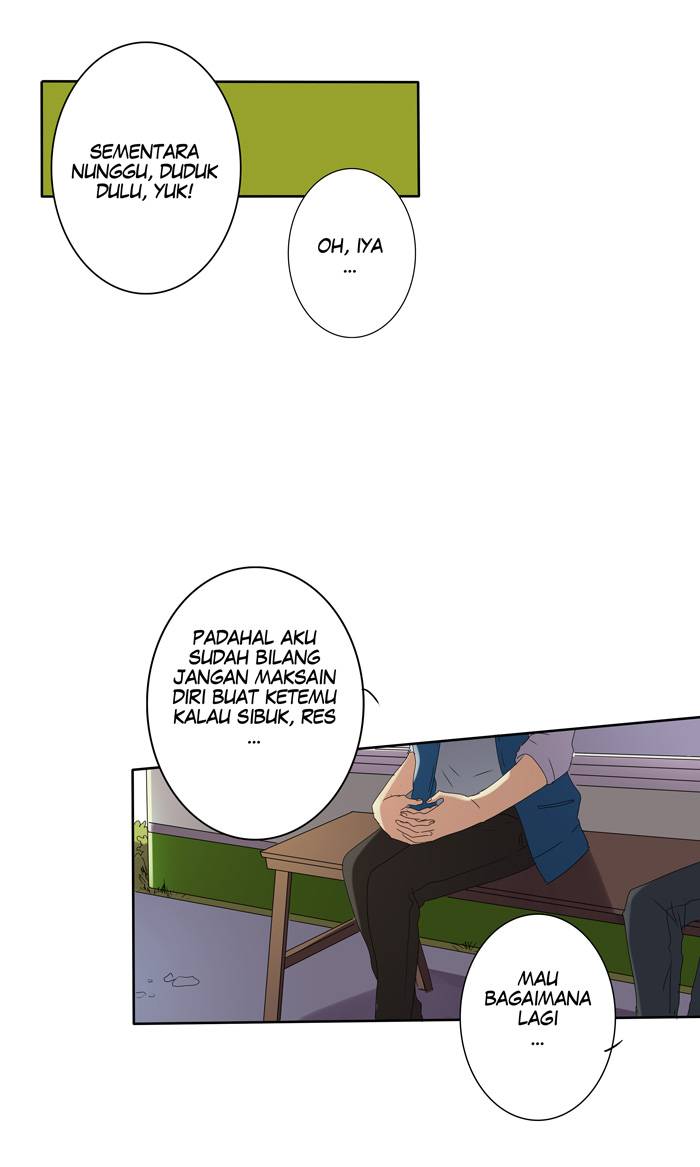 SEMENTARA
NUNGGU, DUDUK
DULU, YUK!
OH, IYA
...
PADAHAL AKU
SUDAH BILANG
JANGAN MAKSAIN
DIRI BUAT KETEMU
KALAU SIBUK, RES
...
MAU
BAGAIMANA
LAGI
...